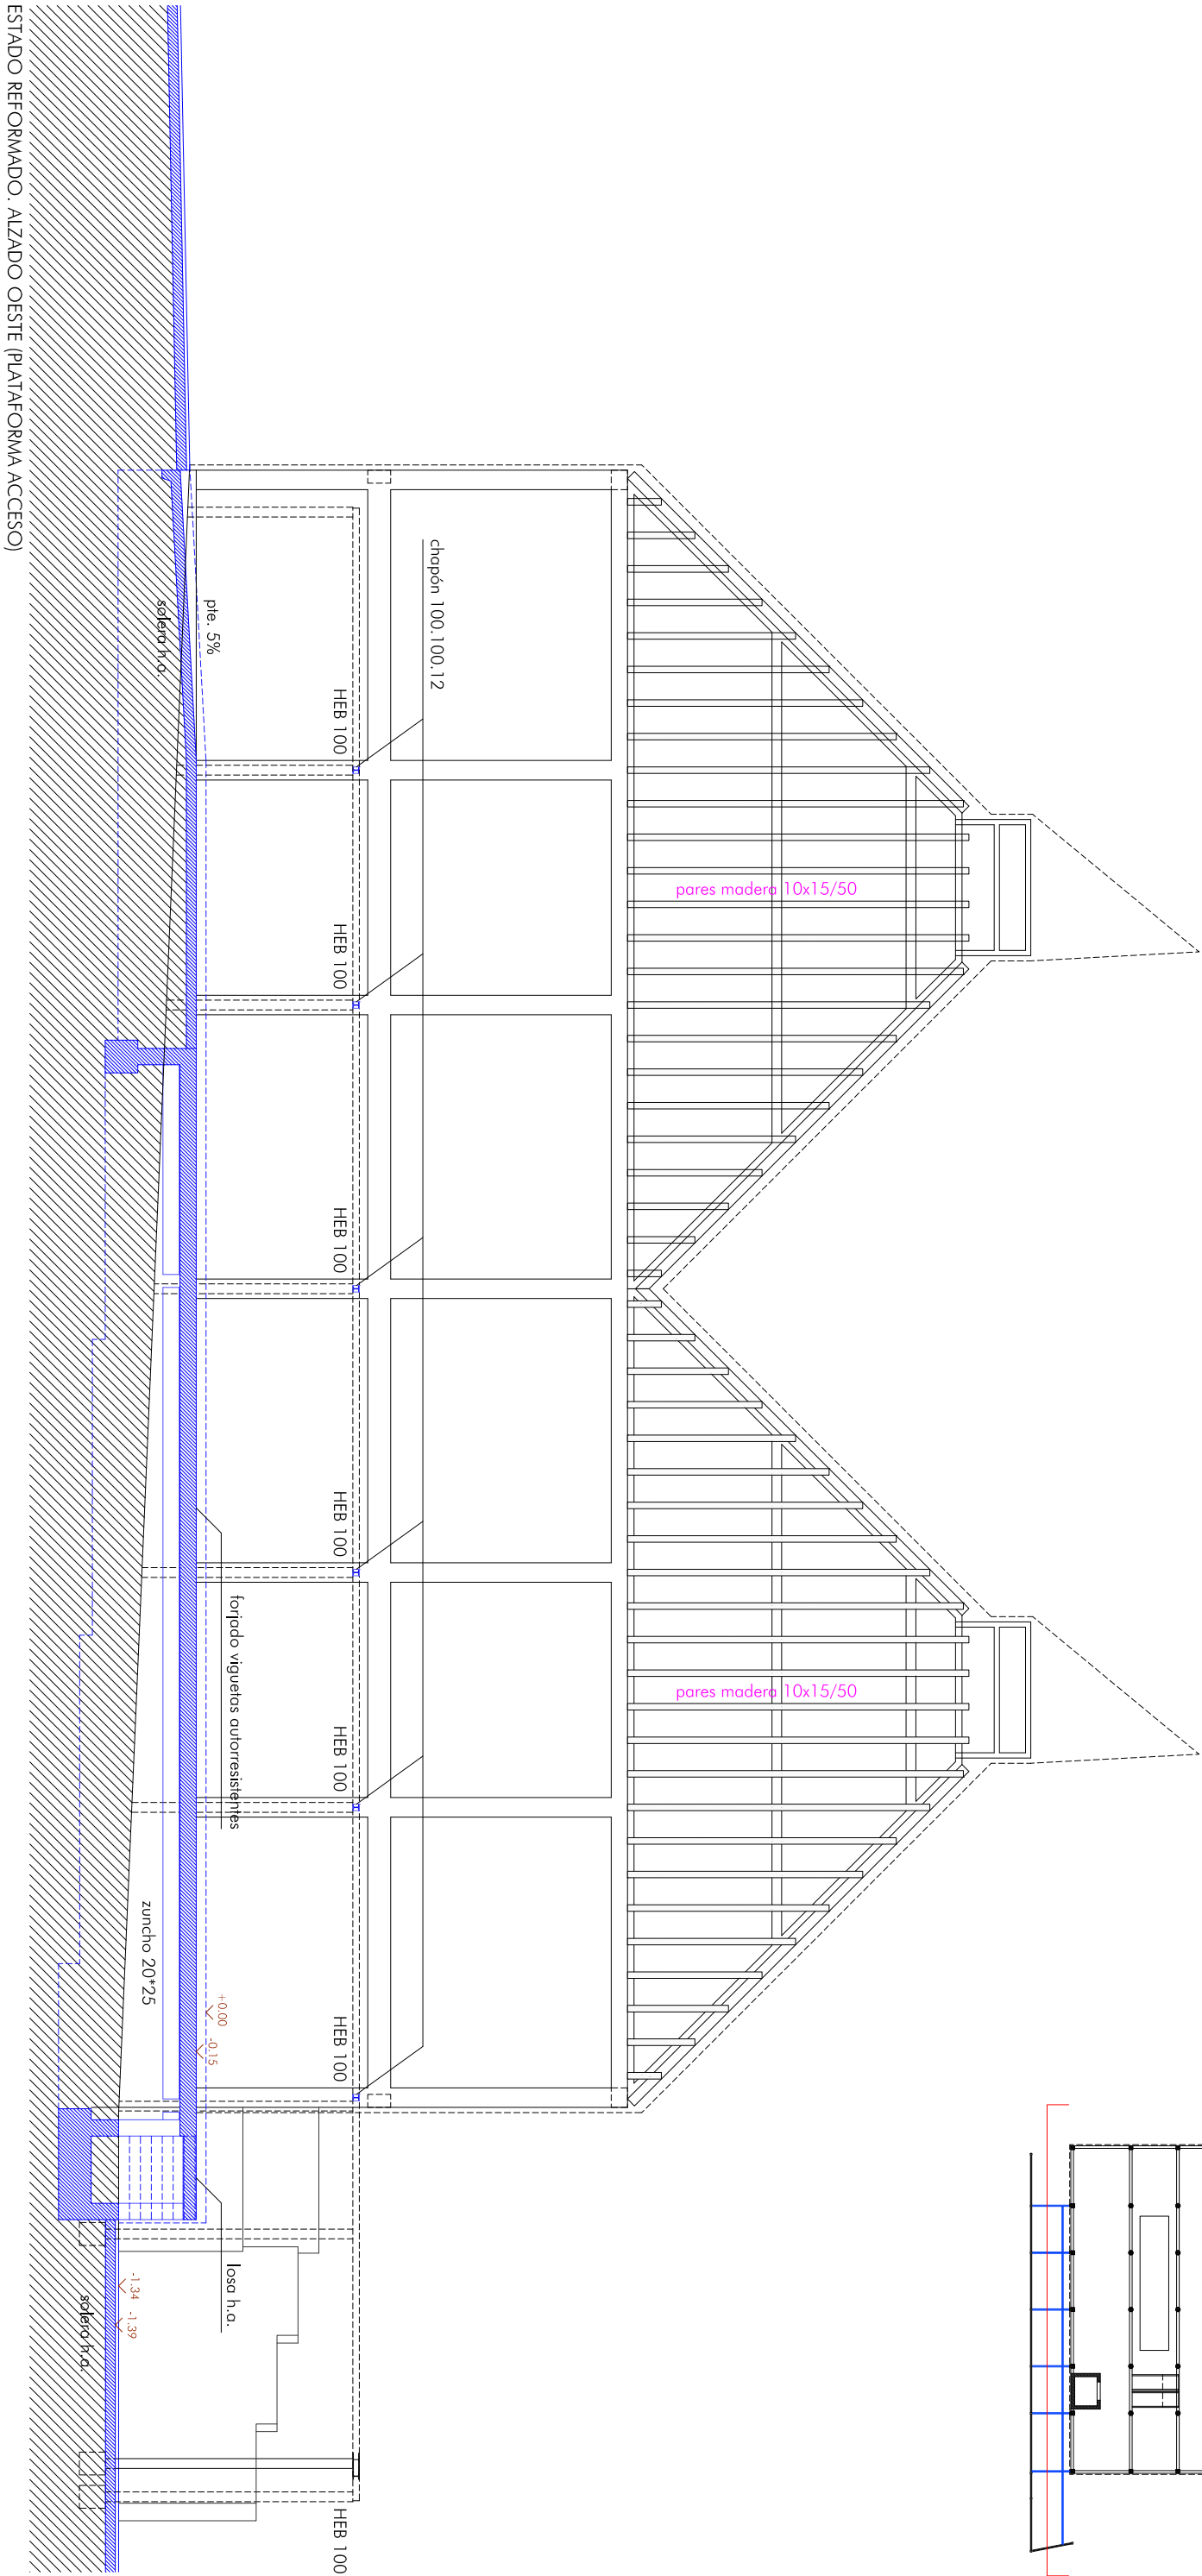 ESTADO REFORMADO. ALZADO OESTE (PLATAFORMA ACCESO)
pares madera 10x15/50
pares madera 10x15/50
chapón 100.100.12
HEB 100
HEB 100
HEB 100
HEB 100
HEB 100
HEB 100
HEB 100
pte. 5%
solera h.a.
forjado viguetas autorresistentes
zuncho 20*25
+0.00
-0.15
losa h.a.
-1.34
-1.39
solera h.a.